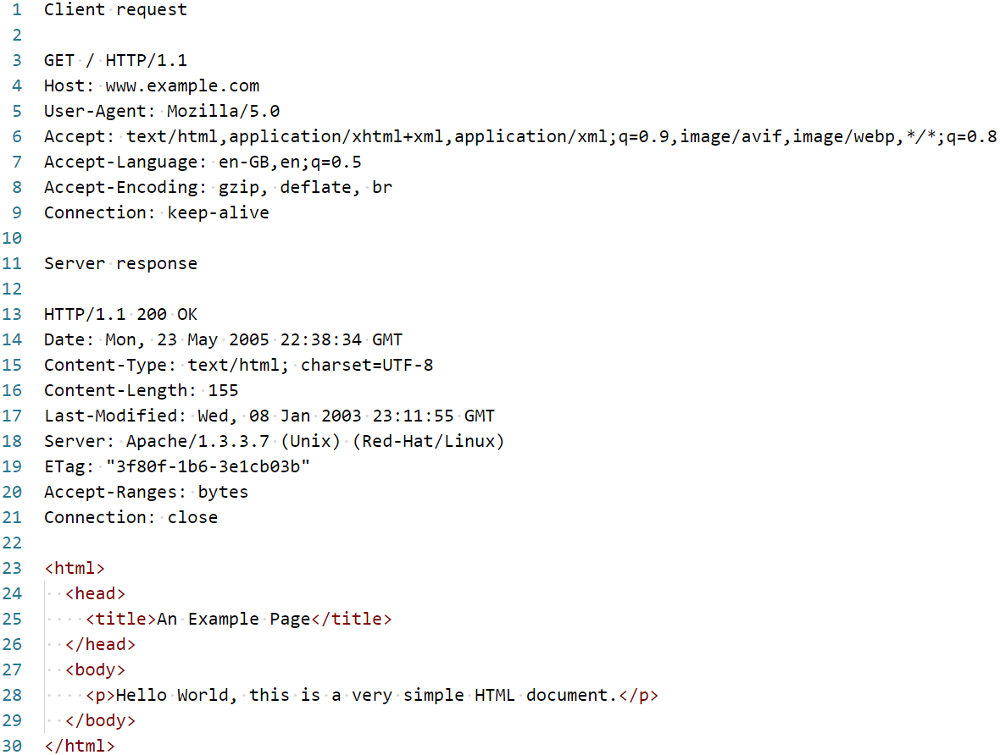 1 Client request
2
3 GET / HTTP/1.1
4 Host: www.example.com
5 User-Agent: Mozilla/5.0
6 Accept: text/html,application/xhtml+xml,application/xml;q=0.9,image/avif,image/webp,*/*;q=0.8
7 Accept-Language: en-GB,en;q=0.5
8 Accept-Encoding: gzip, deflate, br
9 Connection: keep-alive
10
11 Server response
12
13 HTTP/1.1 200 OK
14 Date: Mon, 23 May 2005 22:38:34 GMT
15 Content-Type: text/html; charset=UTF-8
16 Content-Length: 155
17 Last-Modified: Wed, 08 Jan 2003 23:11:55 GMT
18 Server: Apache/1.3.3.7 (Unix) (Red-Hat/Linux)
19 ETag: "3f80f-1b6-3e1cb03b"
20 Accept-Ranges: bytes
21 Connection: close
22
23 <html>
24   <head>
25     <title>An Example Page</title>
26   </head>
27   <body>
28     <p>Hello World, this is a very simple HTML document.</p>
29   </body>
30 </html>